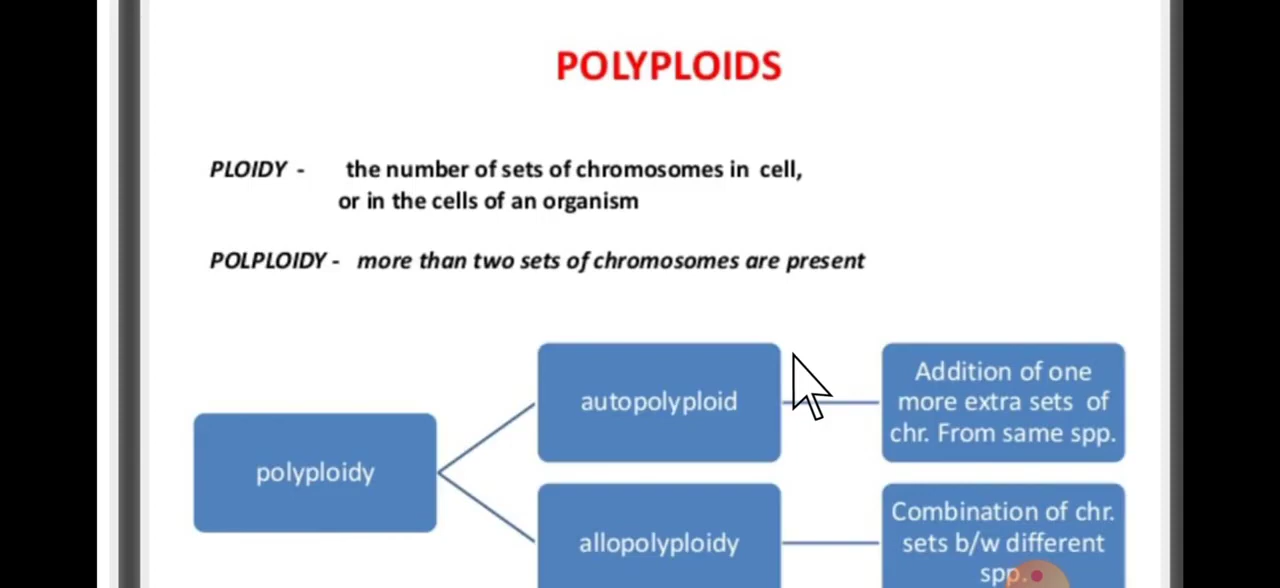 POLYPLOIDS
PLOIDY - the number of sets of chromosomes in cell,
or in the cells of an organism
POLPLOIDY - more than two sets of chromosomes are present
polyploidy
autopolyploid
Addition of one
more extra sets of
chr. From same spp.
allopolyploidy
Combination of chr.
sets b/w different
spp.